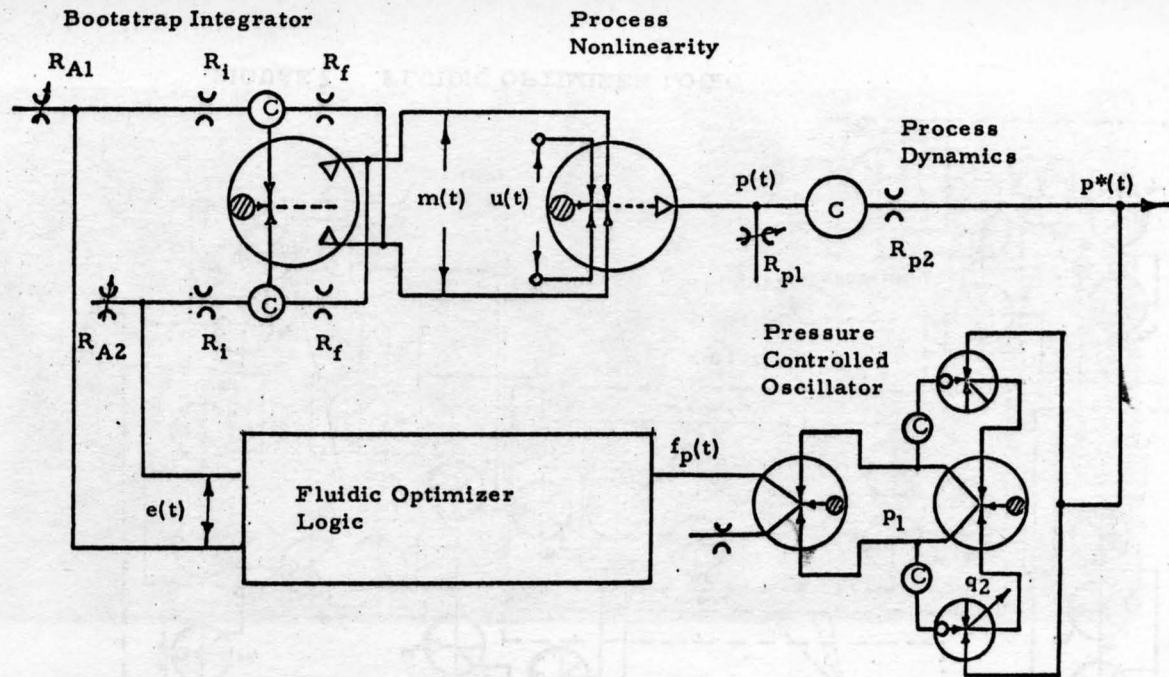 Bootstrap Integrator
Process
Nonlinearity
R_A1
R_i
R_f
C
Process
Dynamics
m(t)
u(t)
p(t)
p*(t)
C
R_p1
R_p2
C
R_A2
R_i
R_f
Pressure
Controlled
Oscillator
C
f_p(t)
e(t)
Fluidic Optimizer
Logic
p_1
C
q_2